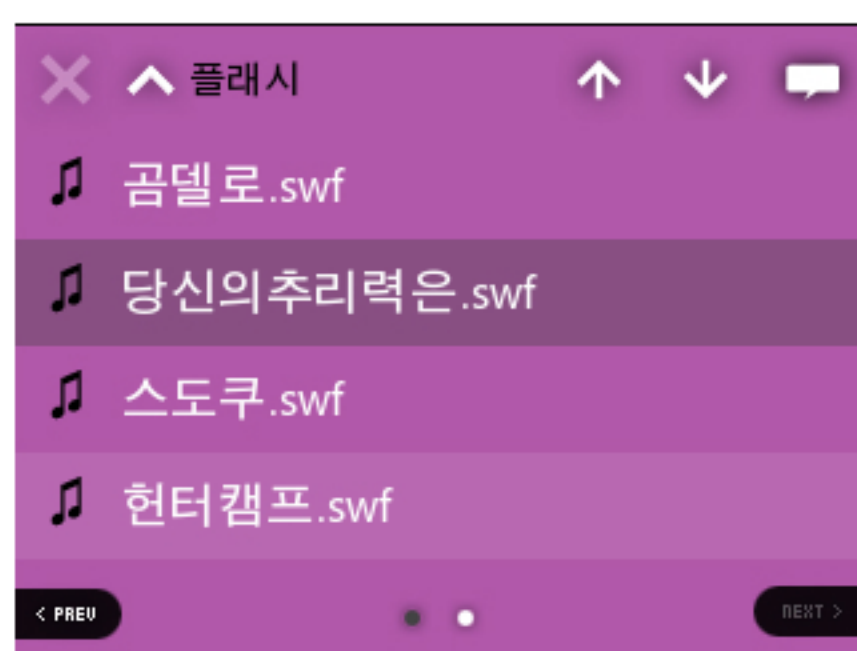 플래시
곰델로.swf
당신의추리력은.swf
스도쿠.swf
헌터캠프.swf
< PREV
NEXT >